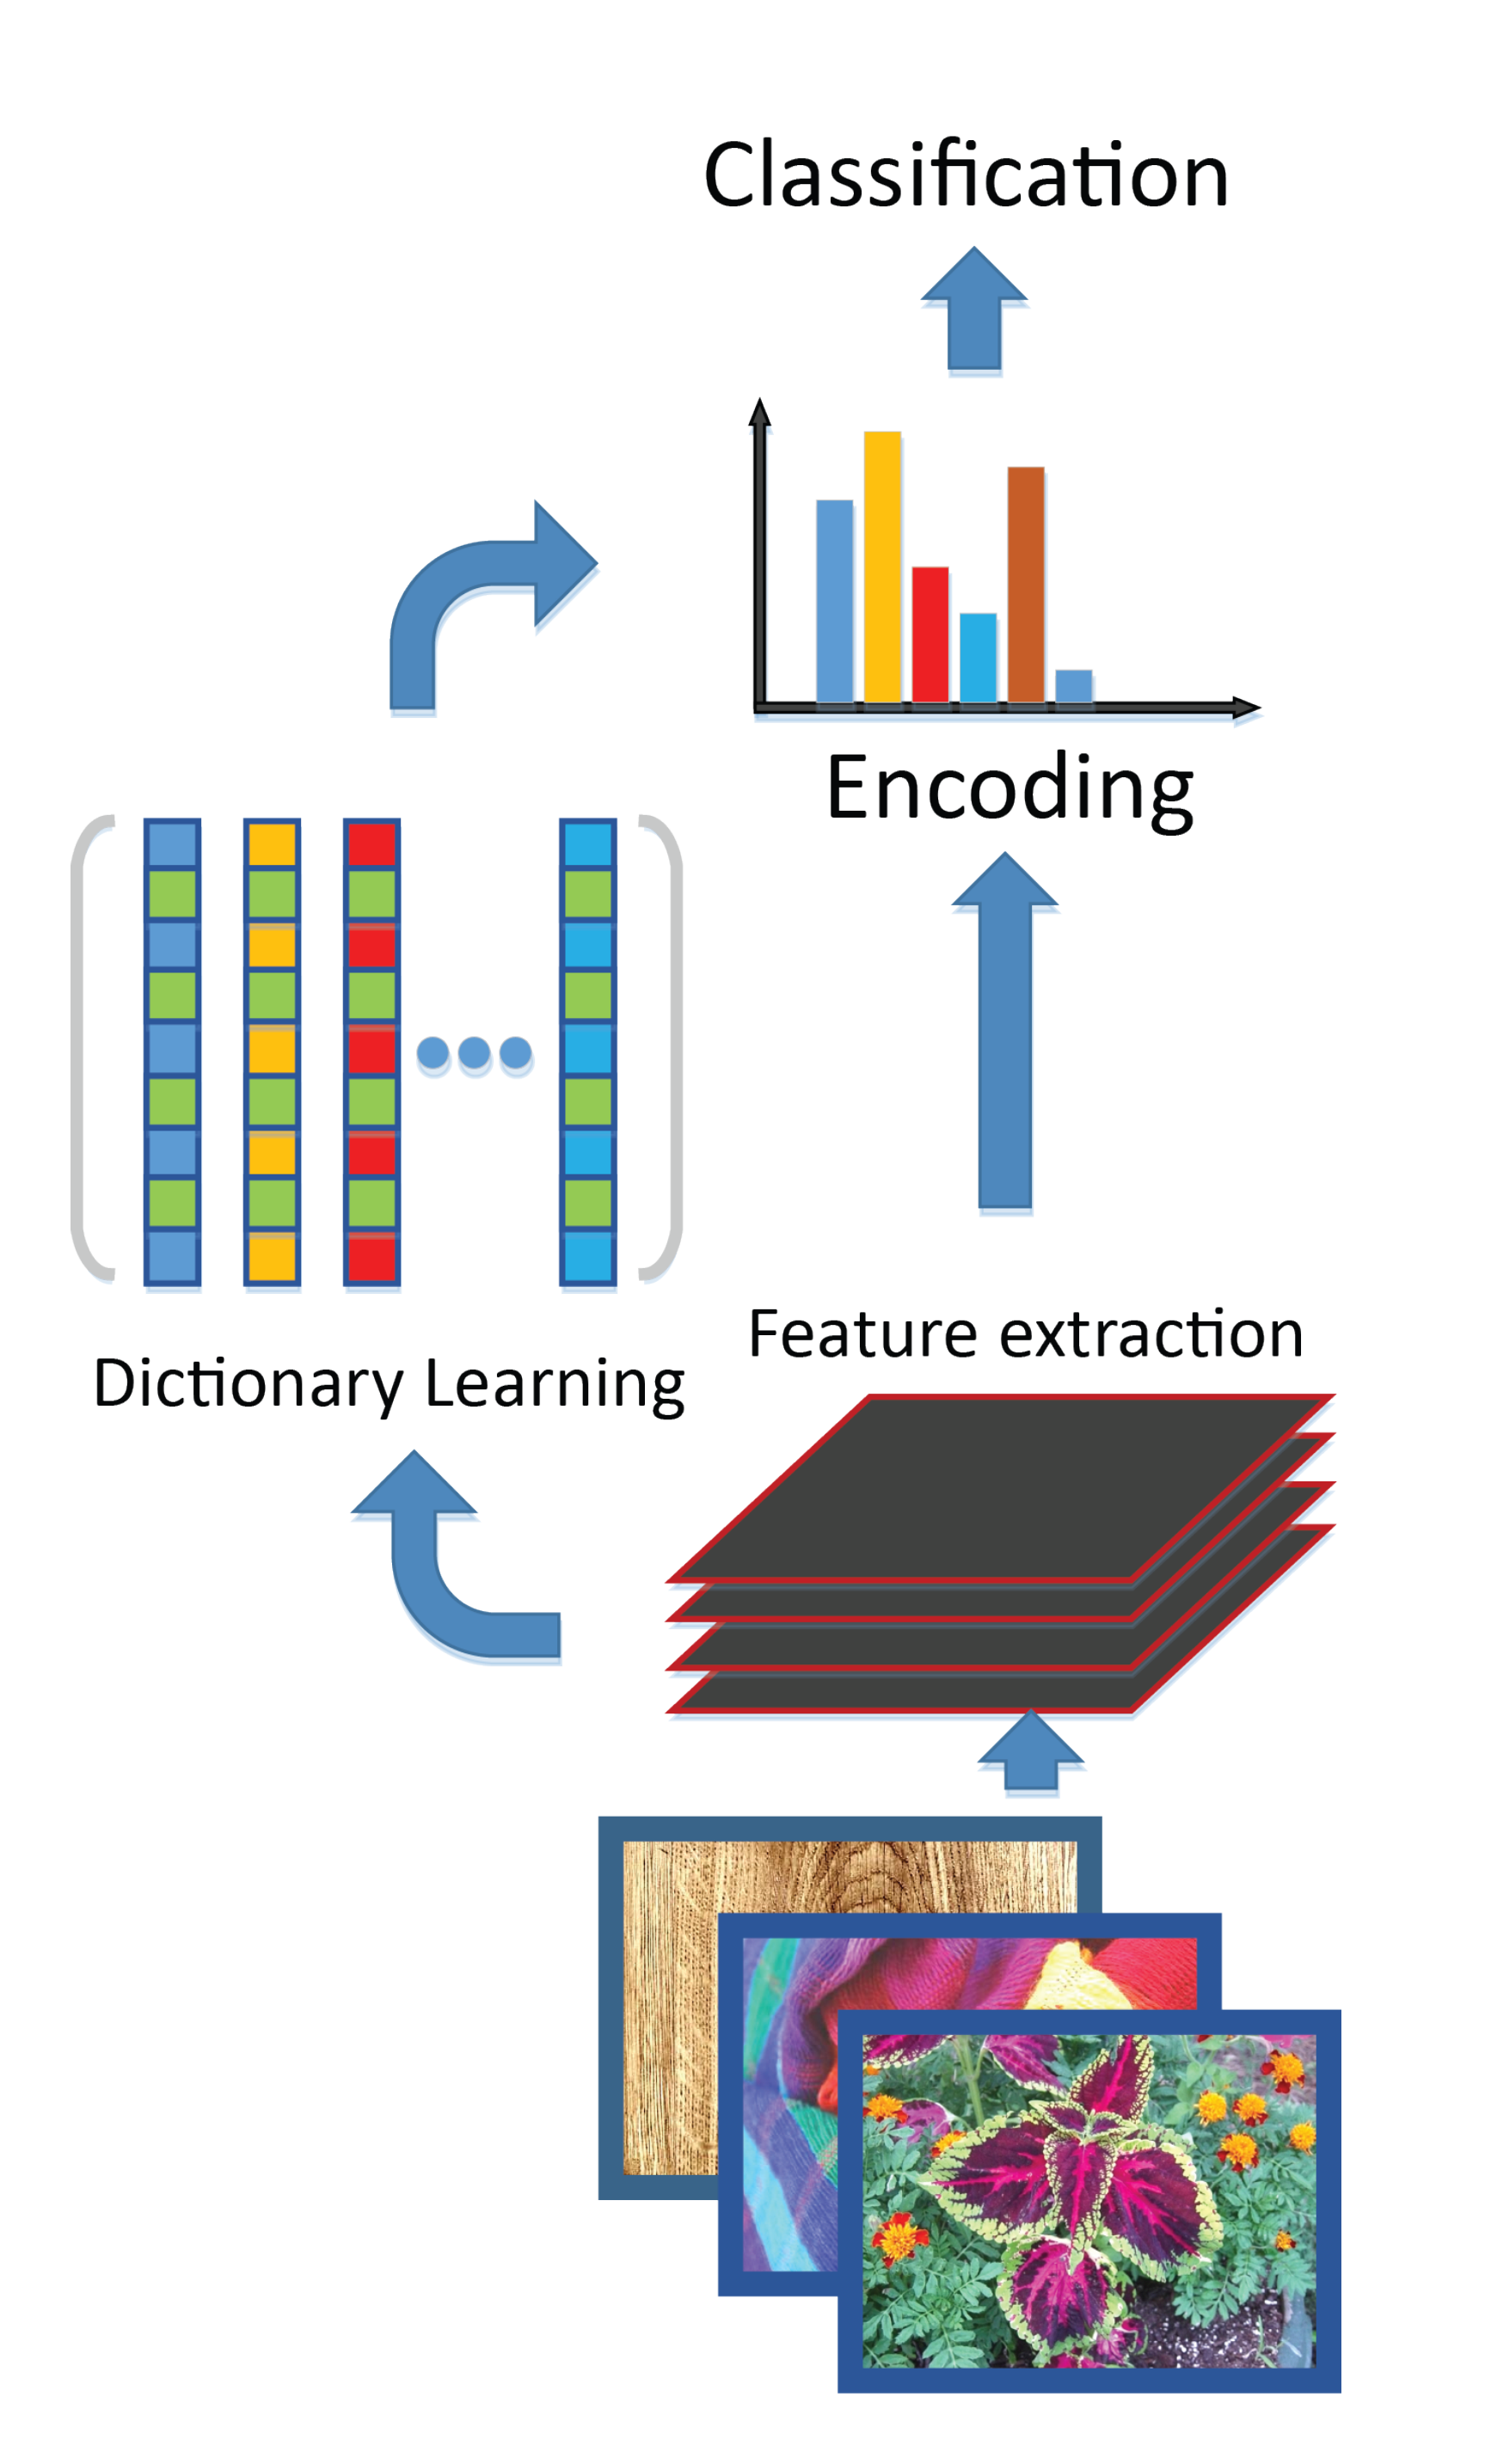 Classification
Encoding
Feature extraction
Dictionary Learning